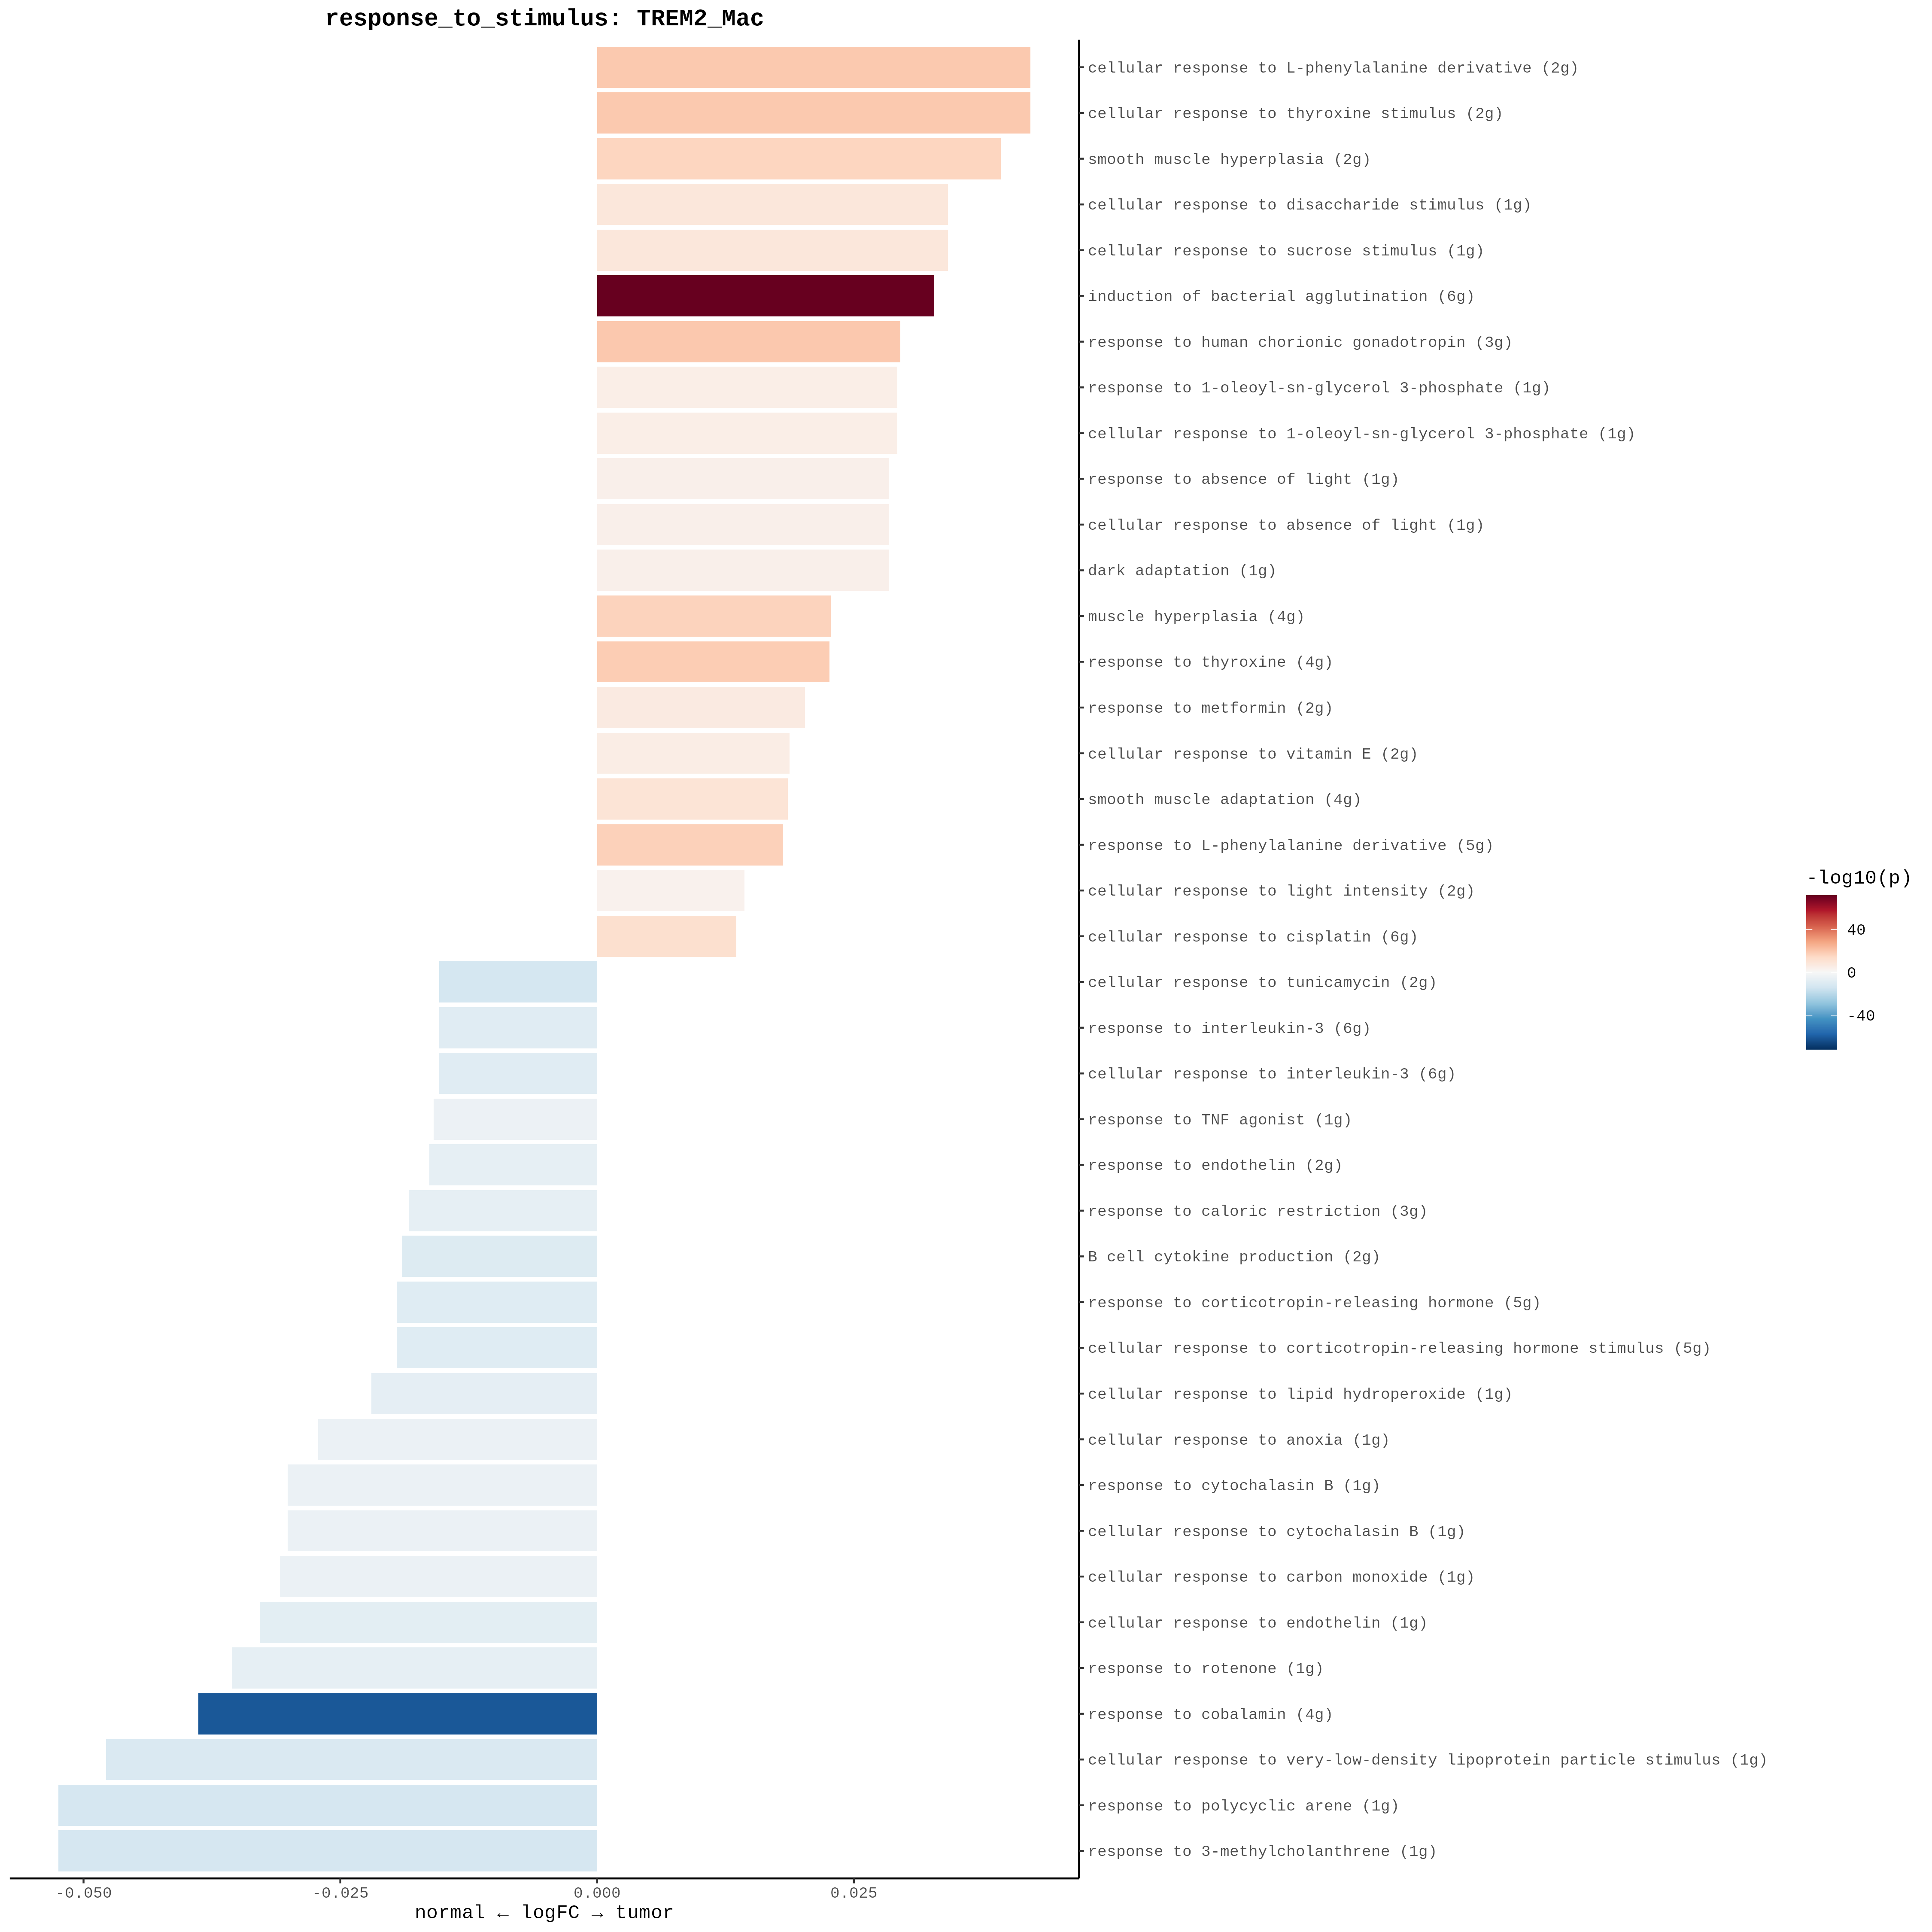 response_to_stimulus: TREM2_Mac
cellular response to L-phenylalanine derivative (2g)
cellular response to thyroxine stimulus (2g)
smooth muscle hyperplasia (2g)
cellular response to disaccharide stimulus (1g)
cellular response to sucrose stimulus (1g)
induction of bacterial agglutination (6g)
response to human chorionic gonadotropin (3g)
response to 1-oleoyl-sn-glycerol 3-phosphate (1g)
cellular response to 1-oleoyl-sn-glycerol 3-phosphate (1g)
response to absence of light (1g)
cellular response to absence of light (1g)
dark adaptation (1g)
muscle hyperplasia (4g)
response to thyroxine (4g)
response to metformin (2g)
cellular response to vitamin E (2g)
smooth muscle adaptation (4g)
response to L-phenylalanine derivative (5g)
cellular response to light intensity (2g)
cellular response to cisplatin (6g)
cellular response to tunicamycin (2g)
response to interleukin-3 (6g)
cellular response to interleukin-3 (6g)
response to TNF agonist (1g)
response to endothelin (2g)
response to caloric restriction (3g)
B cell cytokine production (2g)
response to corticotropin-releasing hormone (5g)
cellular response to corticotropin-releasing hormone stimulus (5g)
cellular response to lipid hydroperoxide (1g)
cellular response to anoxia (1g)
response to cytochalasin B (1g)
cellular response to cytochalasin B (1g)
cellular response to carbon monoxide (1g)
cellular response to endothelin (1g)
response to rotenone (1g)
response to cobalamin (4g)
cellular response to very-low-density lipoprotein particle stimulus (1g)
response to polycyclic arene (1g)
response to 3-methylcholanthrene (1g)
-0.050 -0.025 0.000 0.025
normal ← logFC → tumor
-log10(p)
40
0
-40